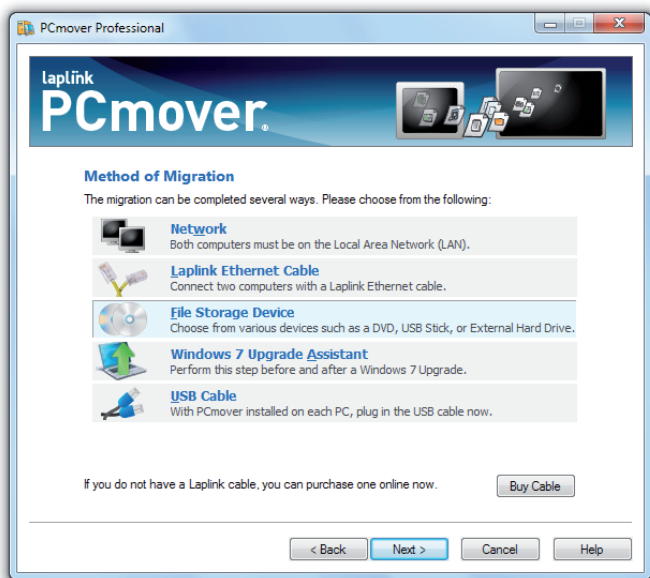 PCmover Professional
laplink
PCmover®
Method of Migration
The migration can be completed several ways. Please choose from the following:
Network
Both computers must be on the Local Area Network (LAN).
Laplink Ethernet Cable
Connect two computers with a Laplink Ethernet cable.
File Storage Device
Choose from various devices such as a DVD, USB Stick, or External Hard Drive.
Windows 7 Upgrade Assistant
Perform this step before and after a Windows 7 Upgrade.
USB Cable
With PCmover installed on each PC, plug in the USB cable now.
If you do not have a Laplink cable, you can purchase one online now.
Buy Cable
< Back
Next >
Cancel
Help